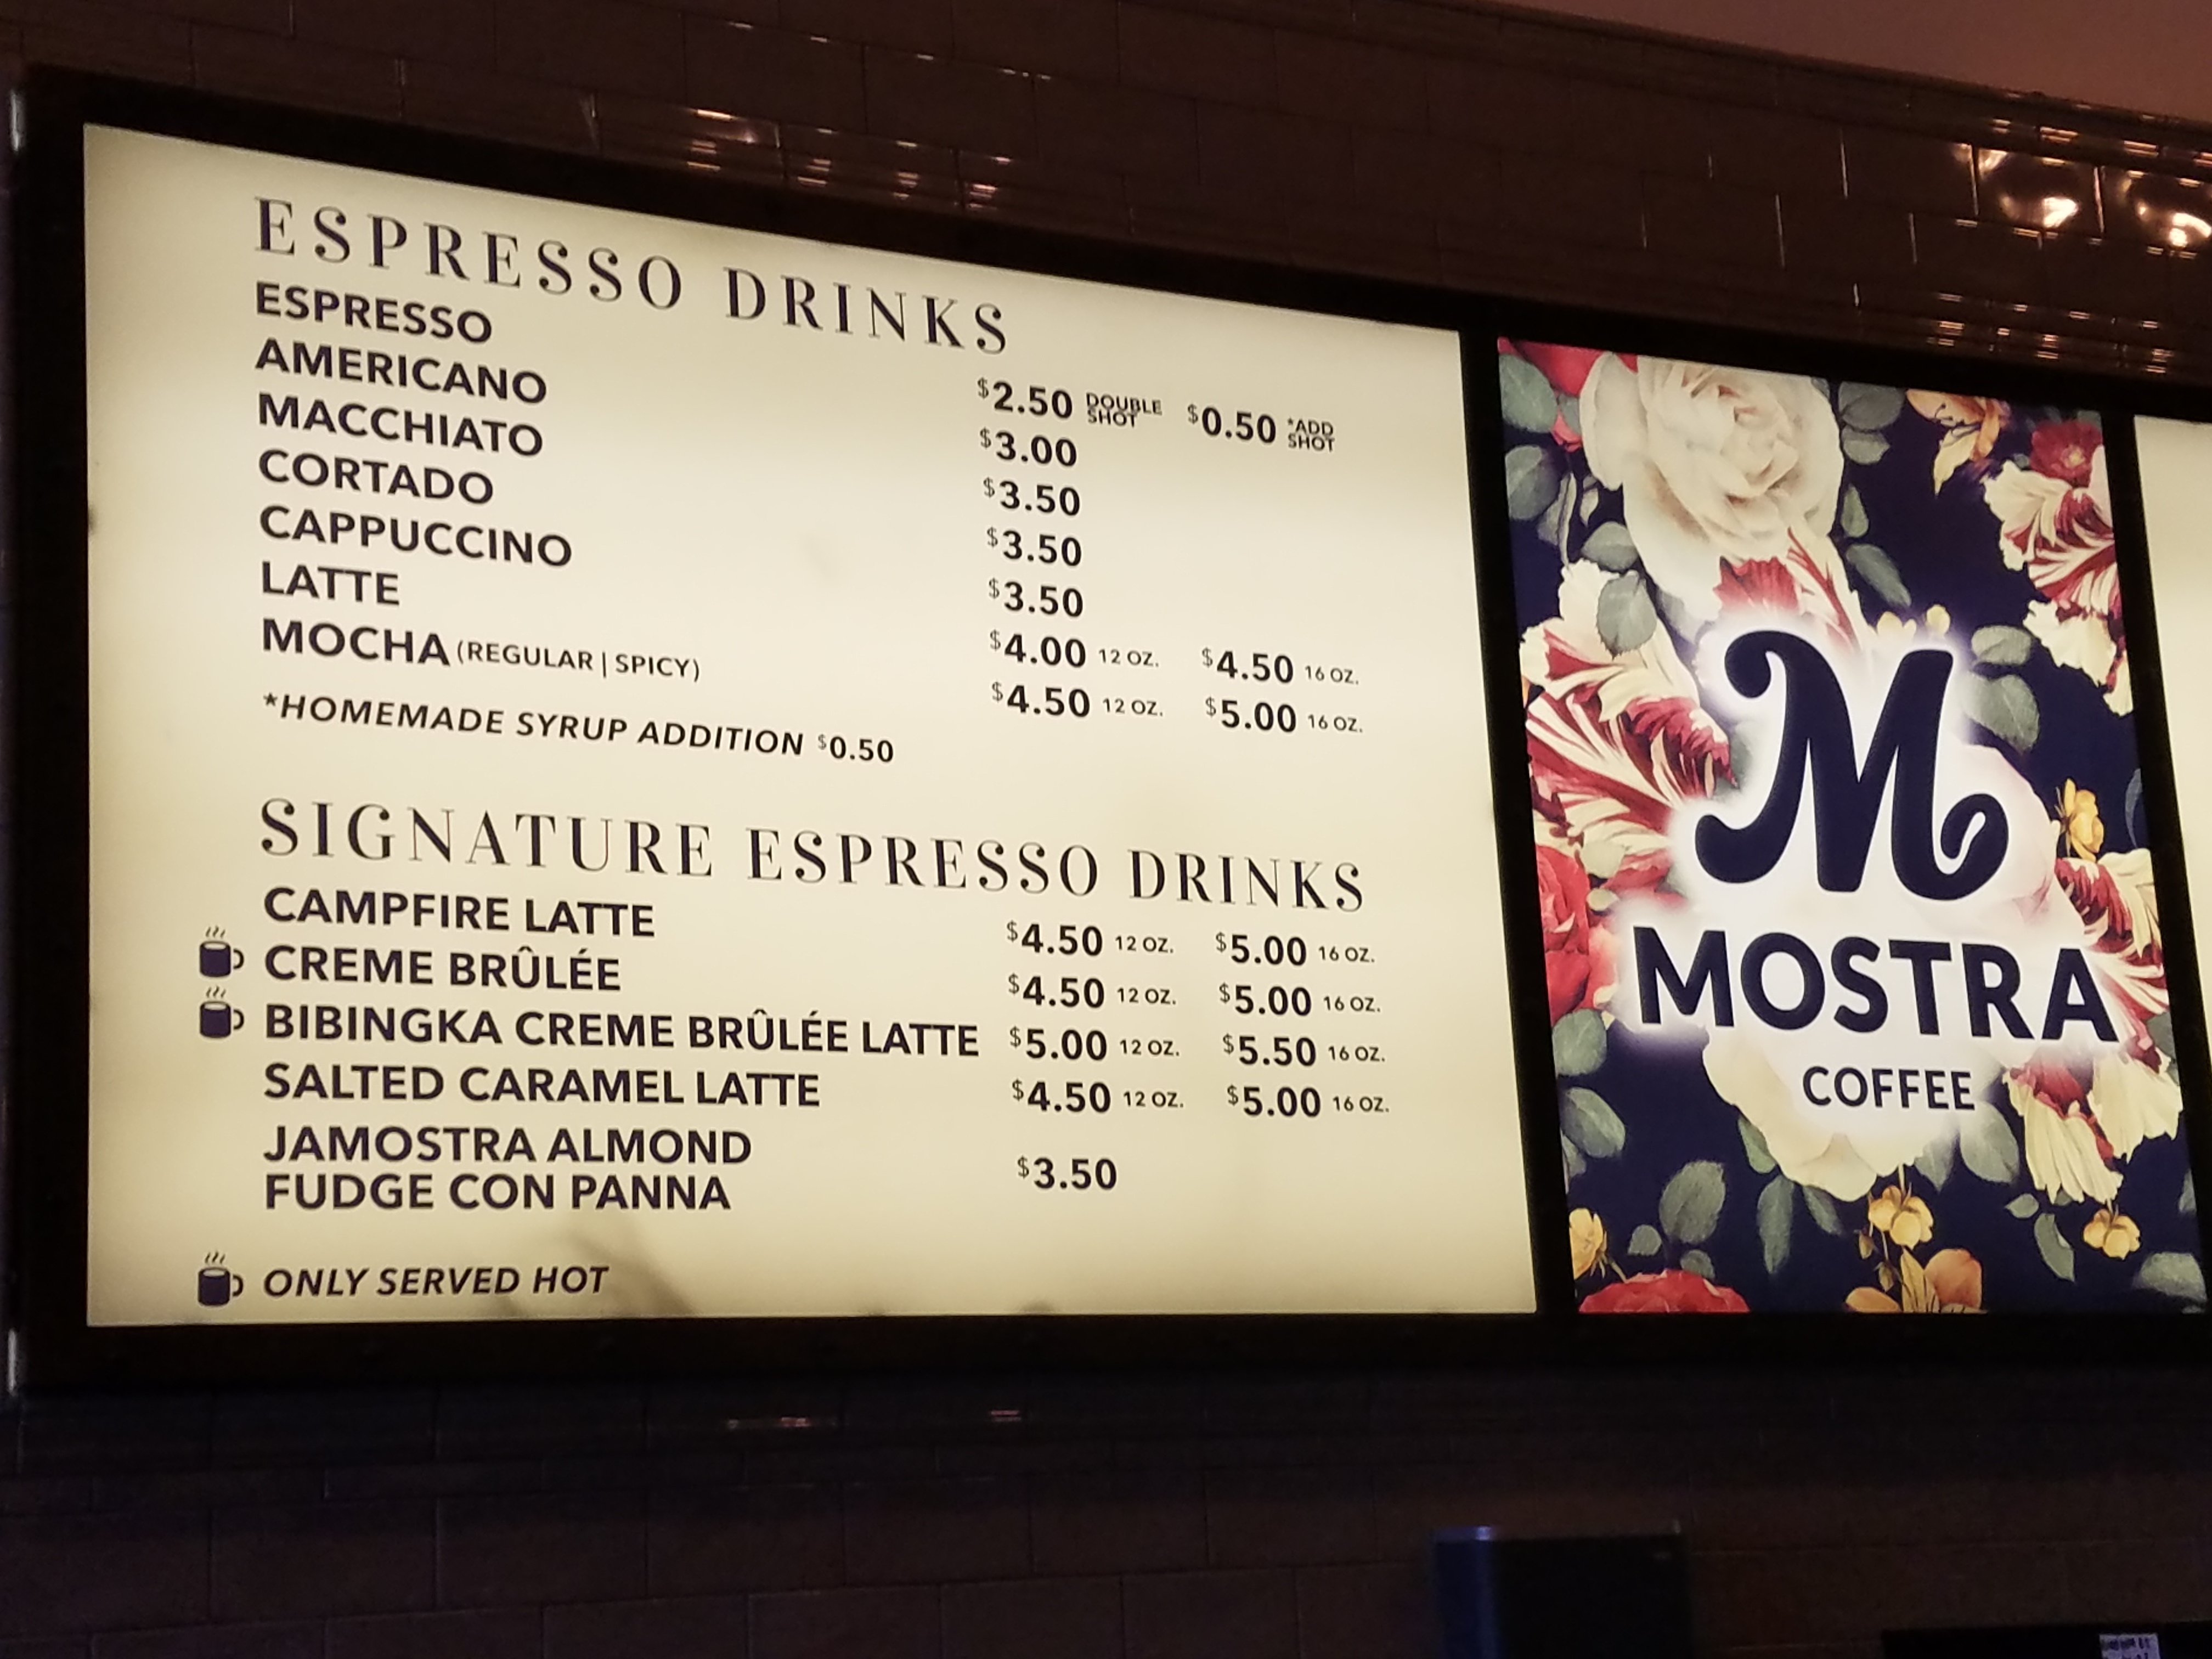 ESPRESSO DRINKS
ESPRESSO $2.50 DOUBLE SHOT $0.50 *ADD SHOT
AMERICANO $3.00
MACCHIATO $3.50
CORTADO $3.50
CAPPUCCINO $3.50
LATTE $4.00 12 OZ. $4.50 16 OZ.
MOCHA (REGULAR | SPICY) $4.50 12 OZ. $5.00 16 OZ.
*HOMEMADE SYRUP ADDITION $0.50
SIGNATURE ESPRESSO DRINKS
CAMPFIRE LATTE $4.50 12 OZ. $5.00 16 OZ.
CREME BRÛLÉE $4.50 12 OZ. $5.00 16 OZ.
BIBINGKA CREME BRÛLÉE LATTE $5.00 12 OZ. $5.50 16 OZ.
SALTED CARAMEL LATTE $4.50 12 OZ. $5.00 16 OZ.
JAMOSTRA ALMOND
FUDGE CON PANNA $3.50
ONLY SERVED HOT
M
MOSTRA
COFFEE